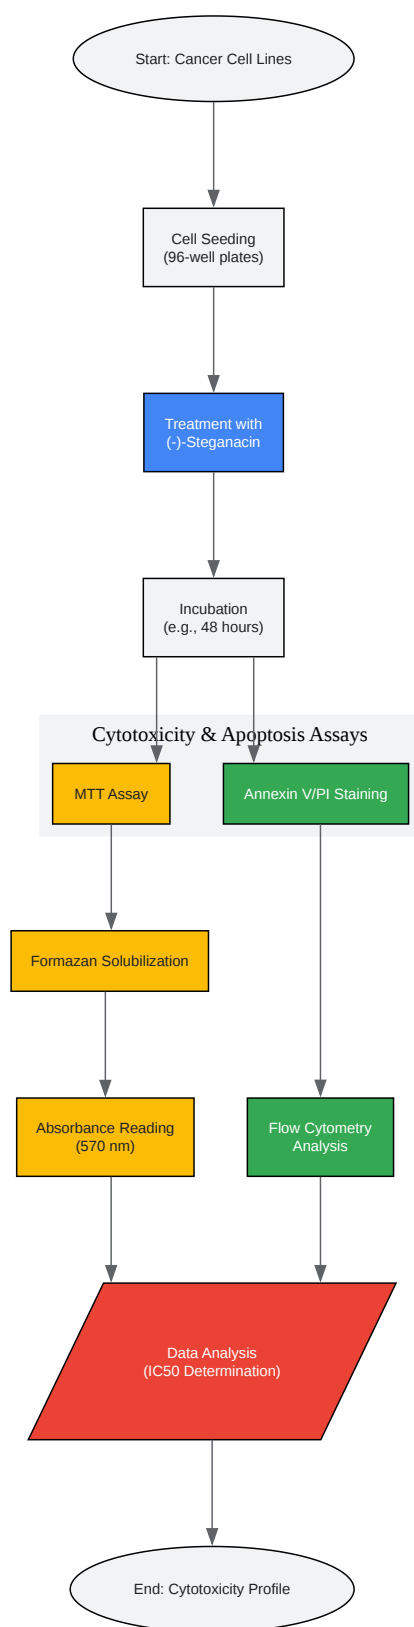 Start: Cancer Cell Lines
Cell Seeding
(96-well plates)
Treatment with
(-)-Steganacin
Incubation
(e.g., 48 hours)
Cytotoxicity & Apoptosis Assays
MTT Assay
Annexin V/PI Staining
Formazan Solubilization
Absorbance Reading
(570 nm)
Flow Cytometry
Analysis
Data Analysis
(IC50 Determination)
End: Cytotoxicity Profile